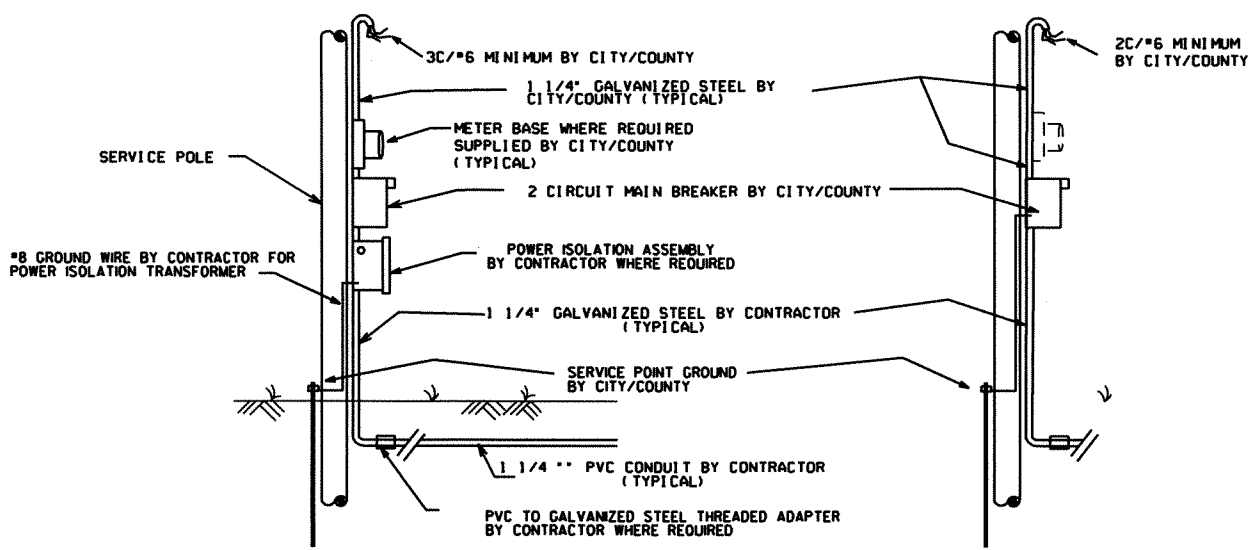 3C/#6 MINIMUM BY CITY/COUNTY
2C/#6 MINIMUM
BY CITY/COUNTY
1 1/4" GALVANIZED STEEL BY
CITY/COUNTY (TYPICAL)
METER BASE WHERE REQUIRED
SUPPLIED BY CITY/COUNTY
(TYPICAL)
SERVICE POLE
2 CIRCUIT MAIN BREAKER BY CITY/COUNTY
#8 GROUND WIRE BY CONTRACTOR FOR
POWER ISOLATION TRANSFORMER
POWER ISOLATION ASSEMBLY
BY CONTRACTOR WHERE REQUIRED
1 1/4" GALVANIZED STEEL BY CONTRACTOR
(TYPICAL)
SERVICE POINT GROUND
BY CITY/COUNTY
1 1/4 "" PVC CONDUIT BY CONTRACTOR
(TYPICAL)
PVC TO GALVANIZED STEEL THREADED ADAPTER
BY CONTRACTOR WHERE REQUIRED